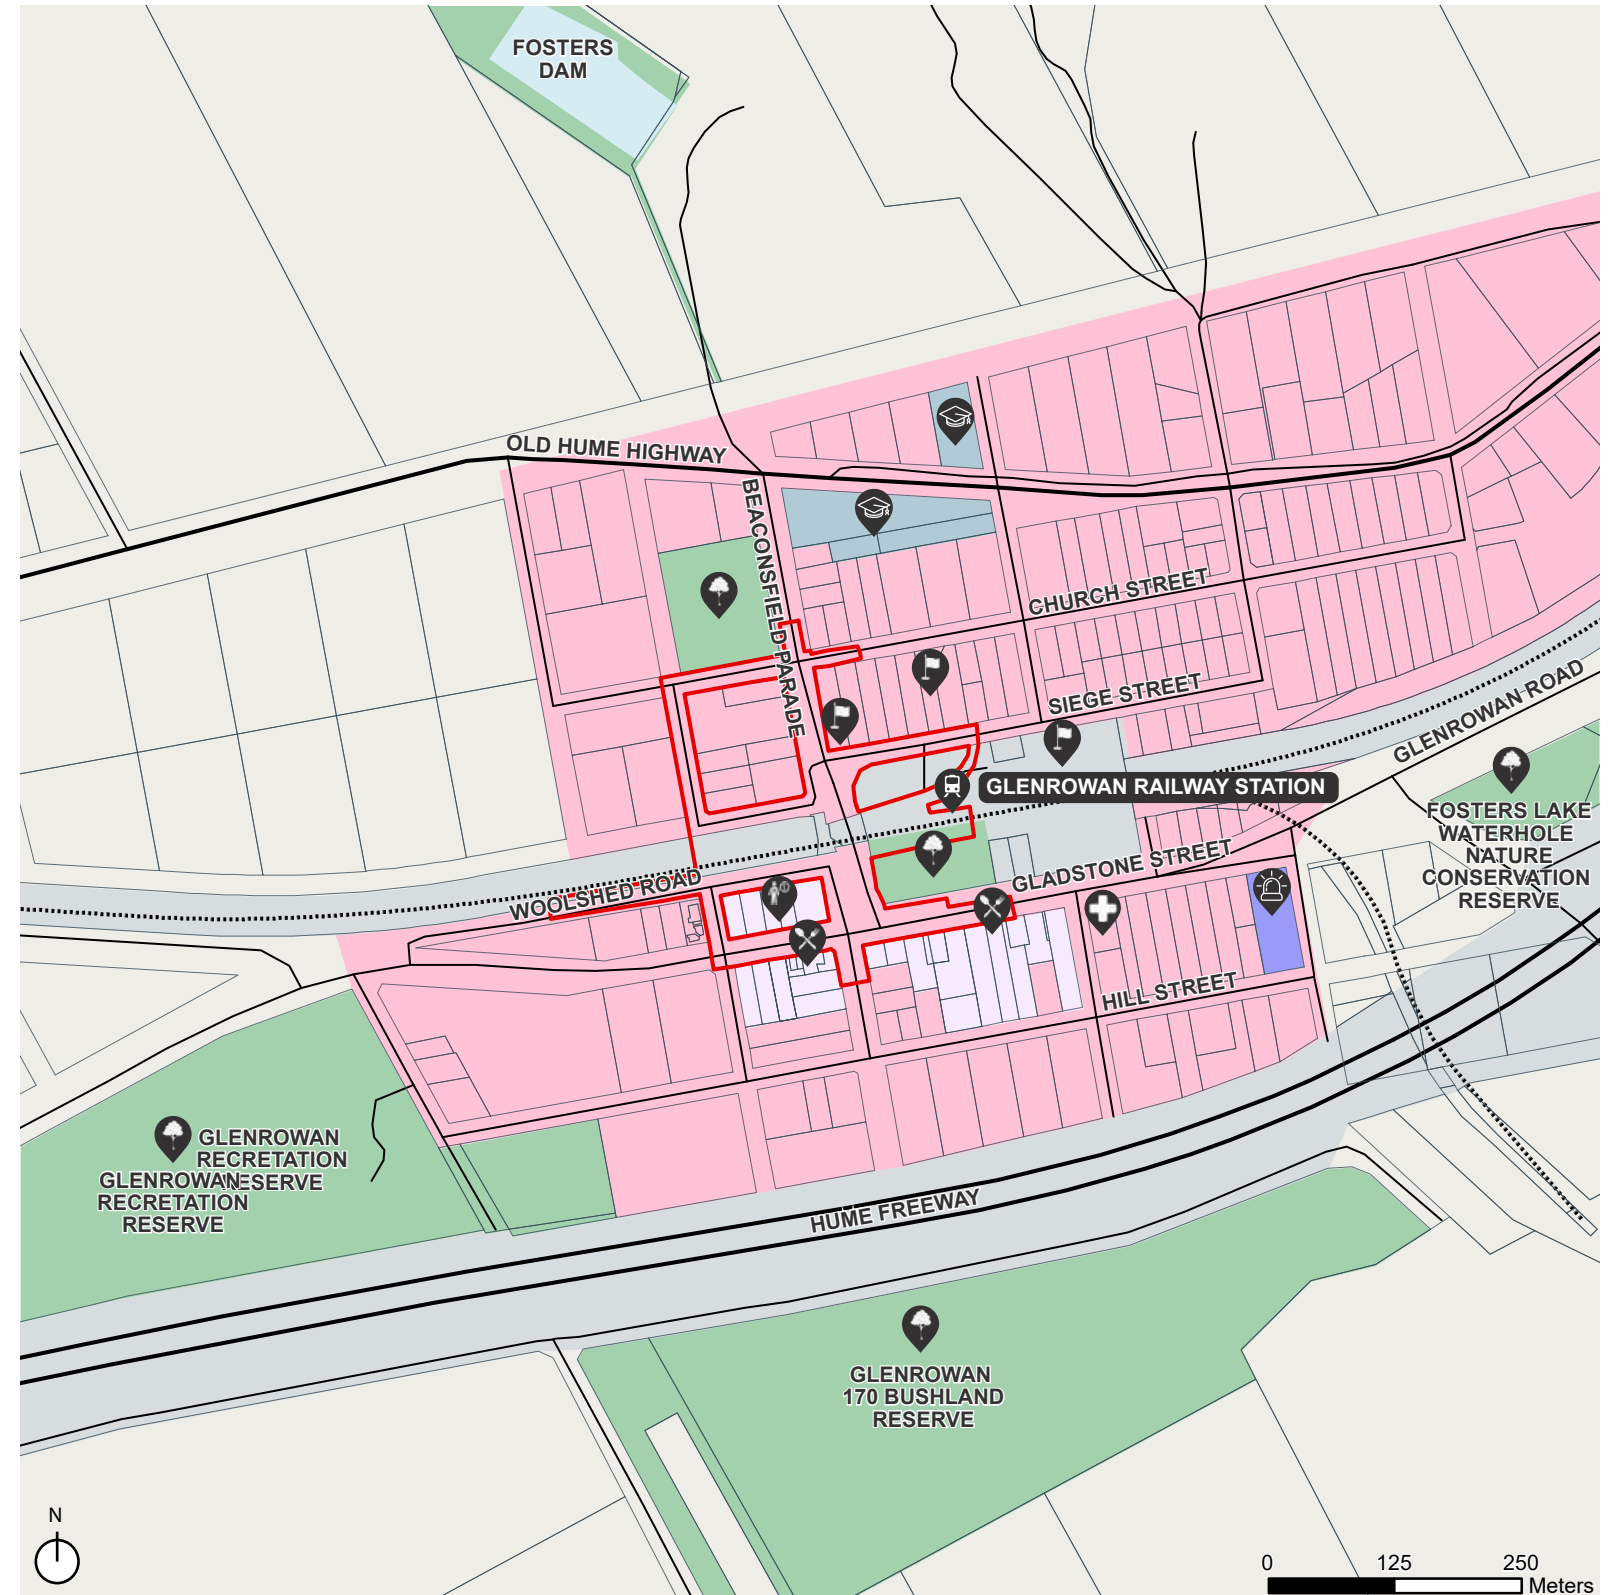 FOSTERS
DAM
OLD HUME HIGHWAY
BEACONSFIELD PARADE
CHURCH STREET
SIEGE STREET
GLENROWAN ROAD
GLENROWAN RAILWAY STATION
FOSTERS LAKE
WATERHOLE
NATURE
CONSERVATION
RESERVE
GLADSTONE STREET
WOOLSHED ROAD
HILL STREET
GLENROWAN
RECRETATION
RESERVE
GLENROWAN
RECRETATION
RESERVE
HUME FREEWAY
GLENROWAN
170 BUSHLAND
RESERVE
N
0 125 250
Meters